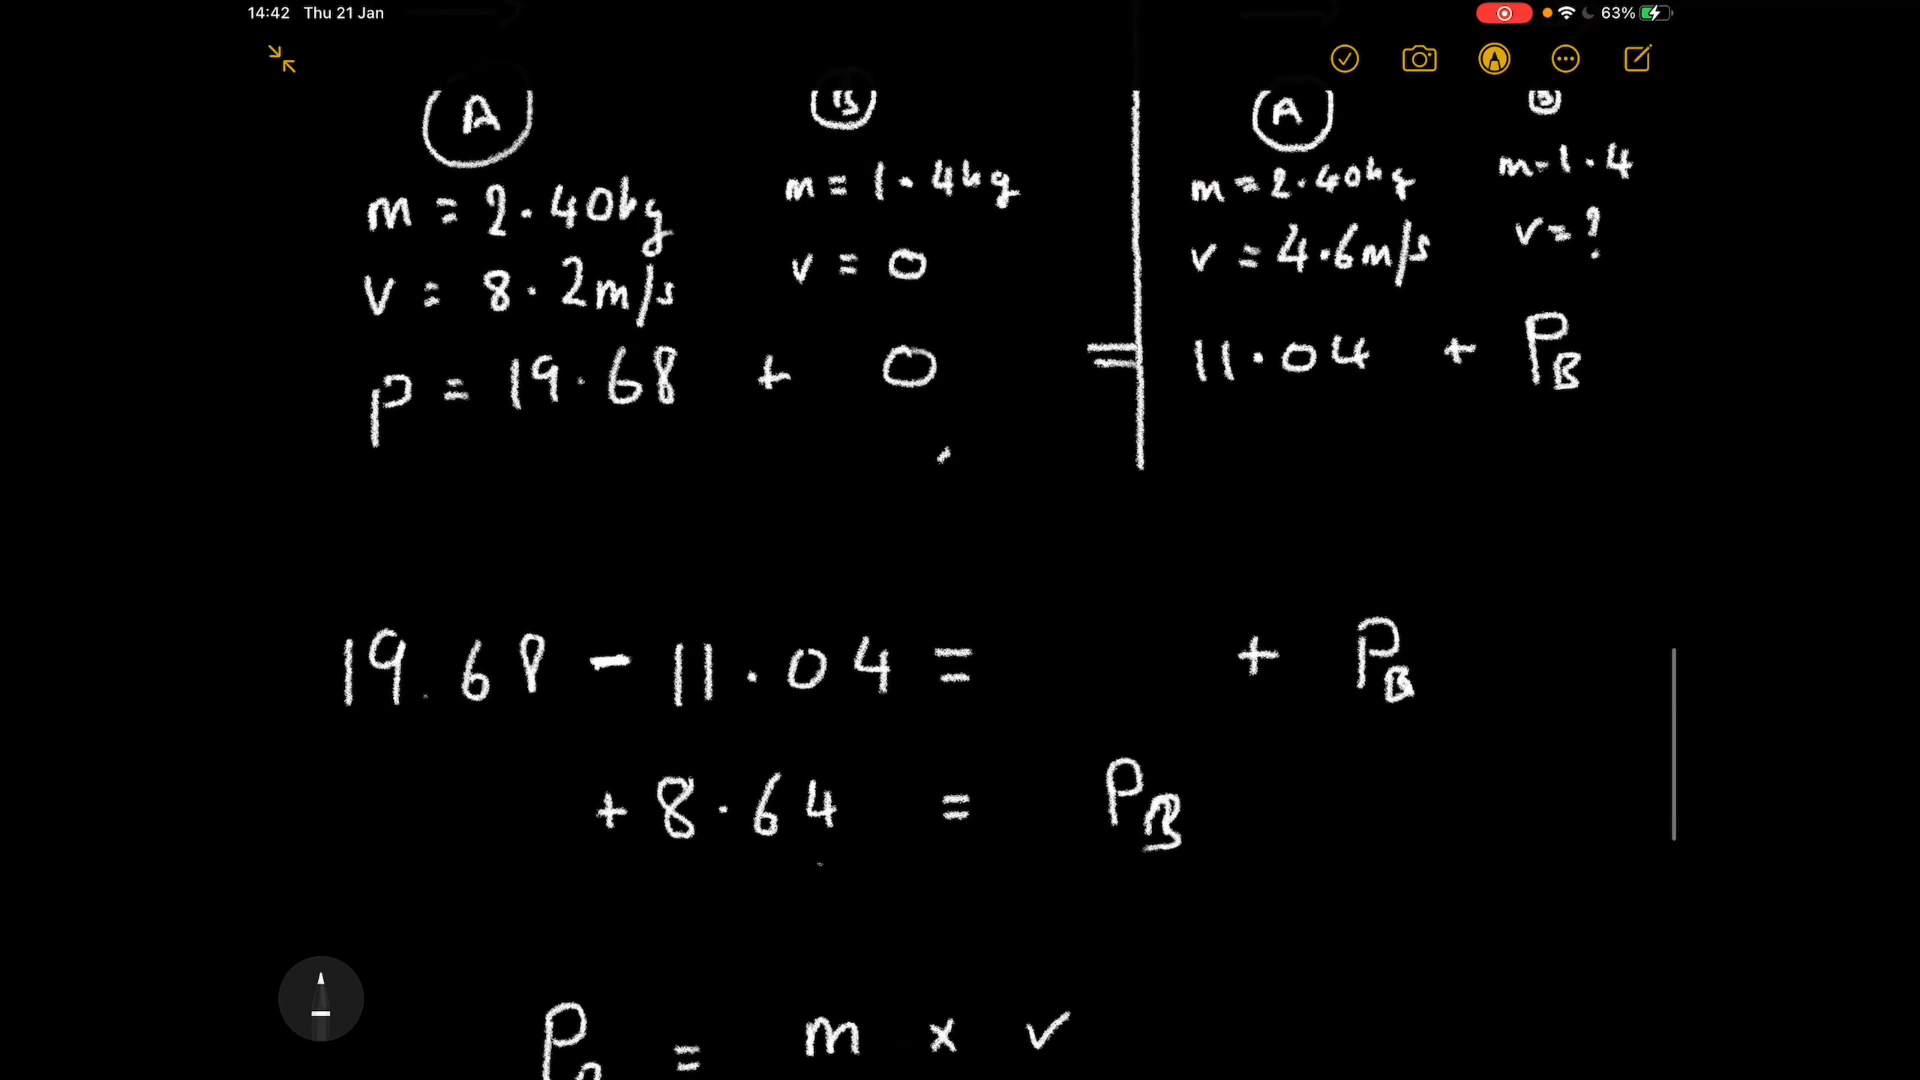 14:42 Thu 21 Jan 63%
A B A B
m = 2.40kg m = 1.4kg m = 2.40kg m=1.4
v = 8.2m/s v = 0 v = 4.6m/s v=?
P = 19.68 + 0 = 11.04 + PB
19.68 - 11.04 = + PB
+ 8.64 = PB
PB = m x v